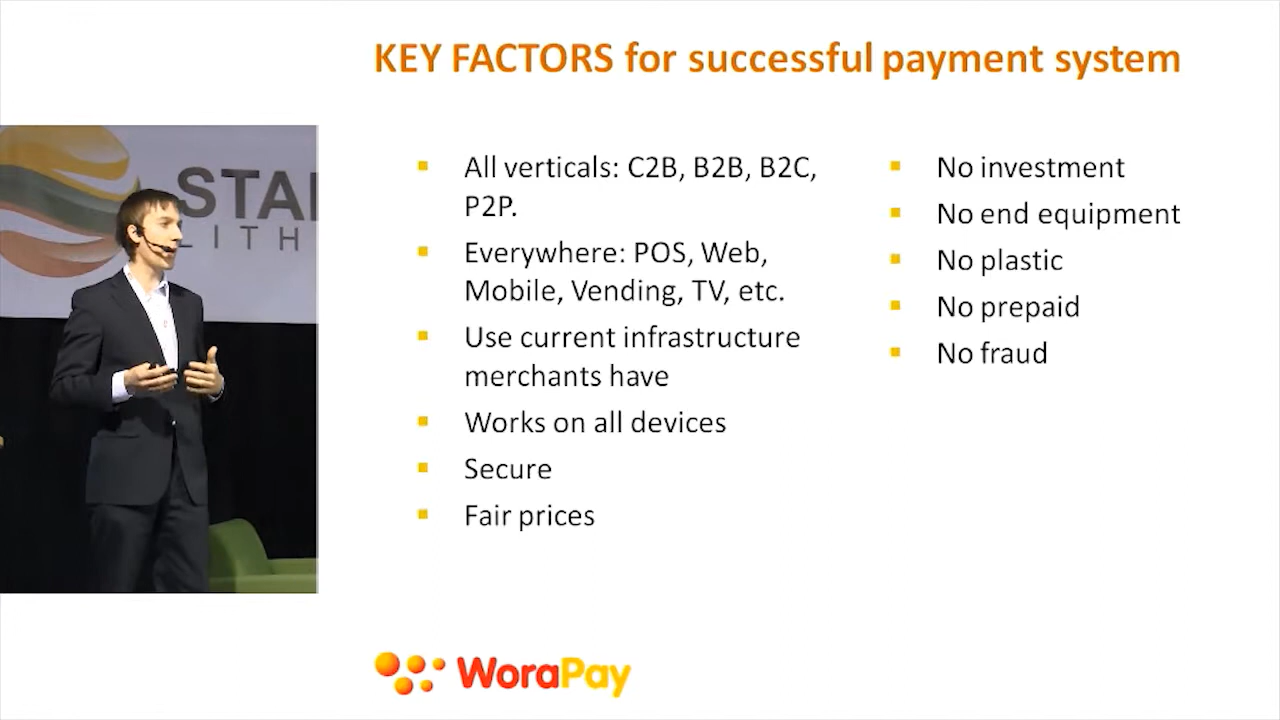 KEY FACTORS for successful payment system
STAR
LITH
All verticals: C2B, B2B, B2C,
P2P.
Everywhere: POS, Web,
Mobile, Vending, TV, etc.
Use current infrastructure
merchants have
Works on all devices
Secure
Fair prices
No investment
No end equipment
No plastic
No prepaid
No fraud
WoraPay